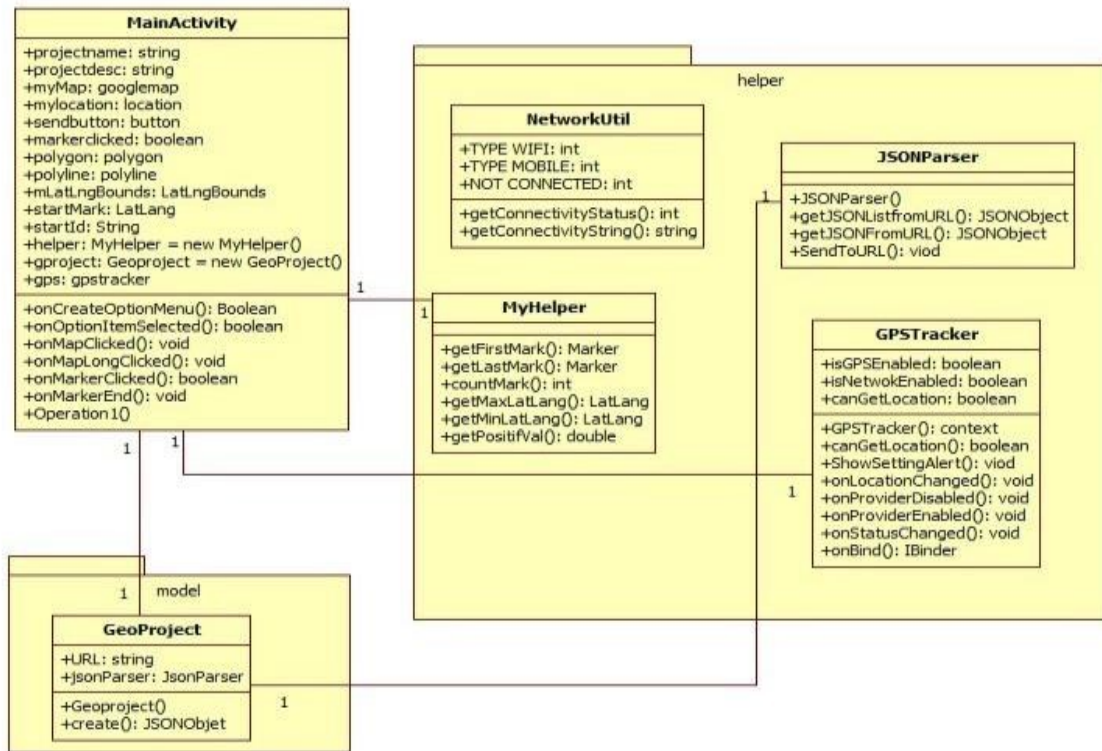 MainActivity
+projectname: string
+projectdesc: string
+myMap: googlemap
+mylocation: location
+sendbutton: button
+markerclicked: boolean
+polygon: polygon
+polyline: polyline
+mLatLngBounds: LatLngBounds
+startMark: LatLang
+startId: String
+helper: MyHelper = new MyHelper()
+gproject: Geoproject = new GeoProject()
+gps: gpstracker
+onCreateOptionMenu(): Boolean
+onOptionItemSelected(): boolean
+onMapClicked(): void
+onMapLongClicked(): void
+onMarkerClicked(): boolean
+onMarkerEnd(): void
+Operation1()
1
1
1
1
helper
NetworkUtil
+TYPE WIFI: int
+TYPE MOBILE: int
+NOT CONNECTED: int
+getConnectivityStatus(): int
+getConnectivityString(): string
JSONParser
+JSONParser()
+getJSONListfromURL(): JSONObject
+getJSONFromURL(): JSONObject
+SendToURL(): viod
1
MyHelper
+getFirstMark(): Marker
+getLastMark(): Marker
+countMark(): int
+getMaxLatLang(): LatLang
+getMinLatLang(): LatLang
+getPositifVal(): double
GPSTracker
+isGPSEnabled: boolean
+isNetwokEnabled: boolean
+canGetLocation: boolean
+GPSTracker(): context
+canGetLocation(): boolean
+ShowSettingAlert(): viod
+onLocationChanged(): void
+onProviderDisabled(): void
+onProviderEnabled(): void
+onStatusChanged(): void
+onBind(): IBinder
1
model
1
GeoProject
+URL: string
+jsonParser: JsonParser
+Geoproject()
+create(): JSONObjet
1